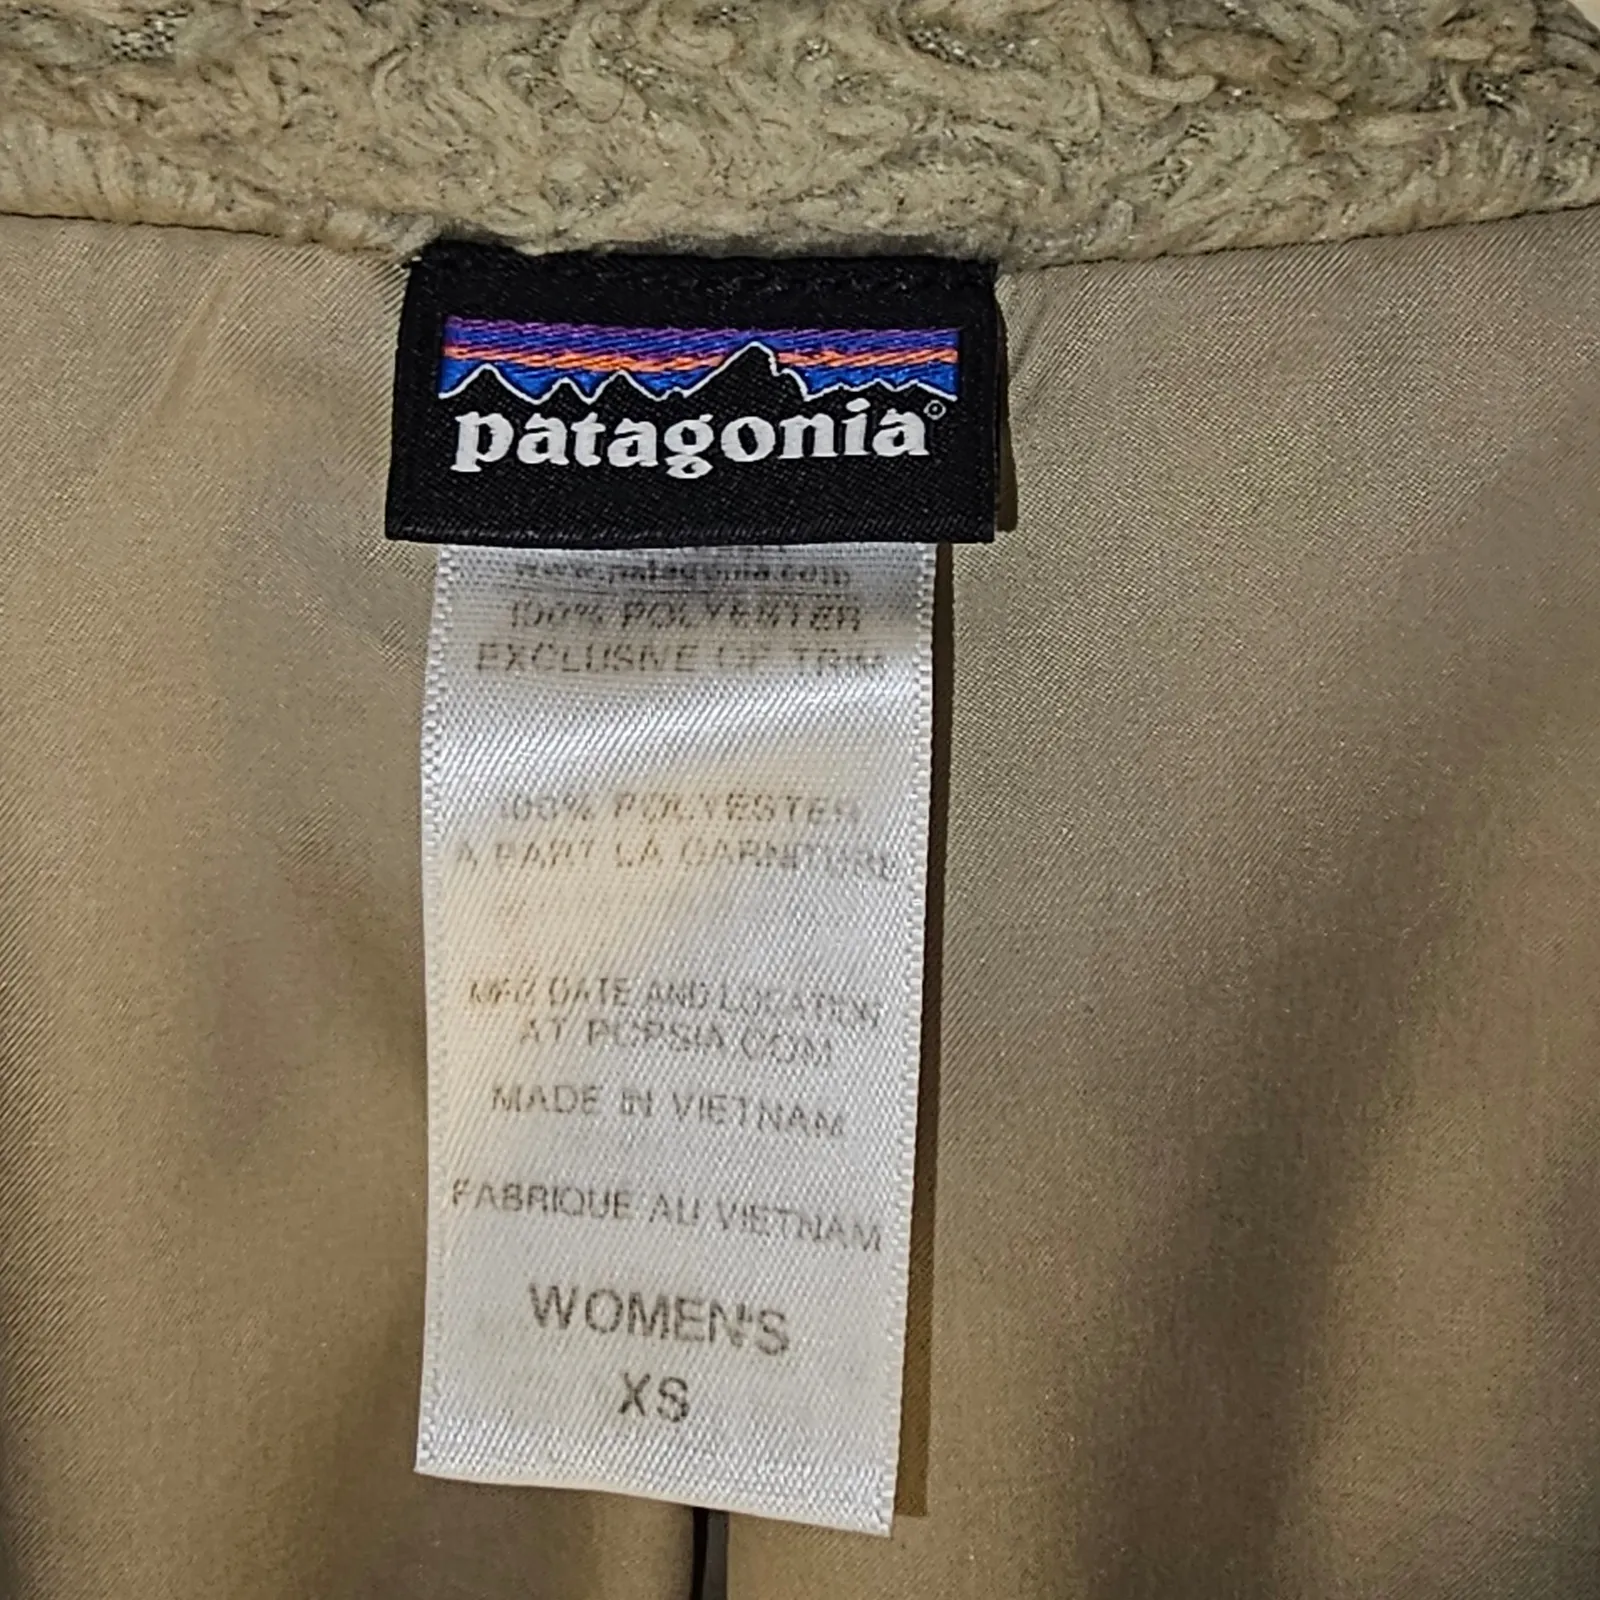 patagonia®
www.patagonia.com
100% POLYESTER
EXCLUSIVE OF TRIM
100% POLYESTER
A PART LA GARNITURE
MFG DATE AND LOCATION
AT POPSIA.COM
MADE IN VIETNAM
FABRIQUE AU VIETNAM
WOMEN'S
XS